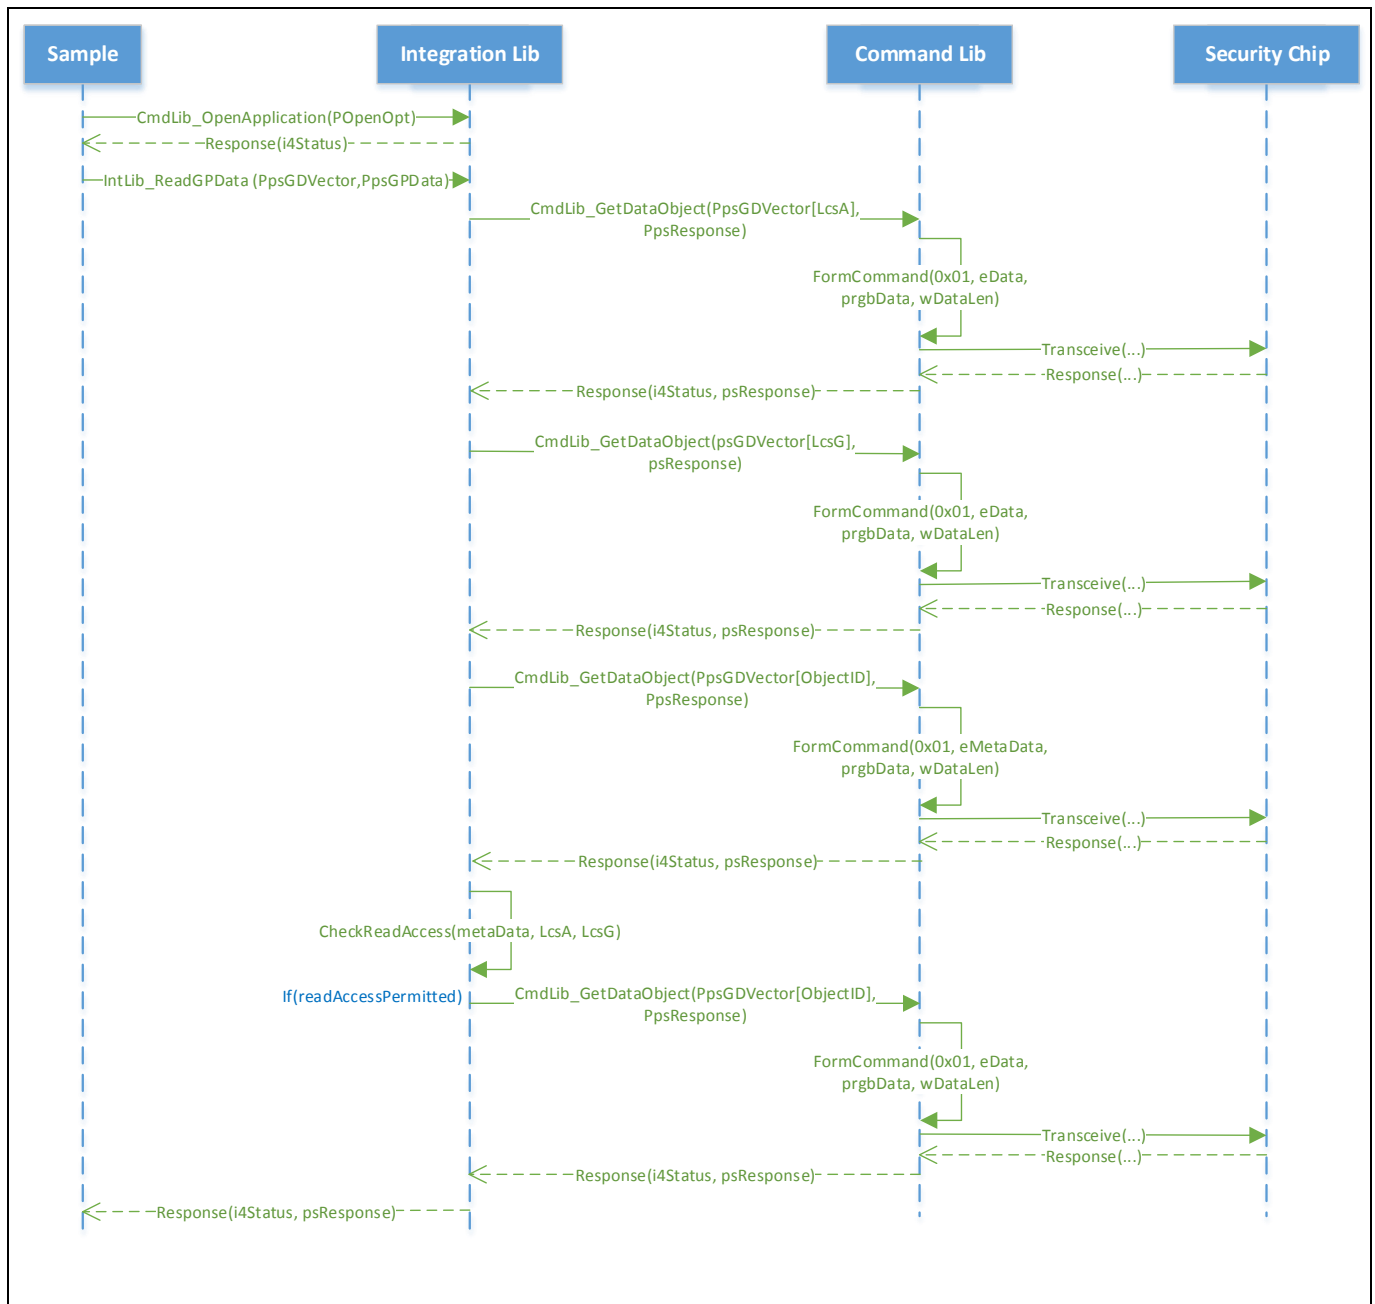 Sample
Integration Lib
Command Lib
Security Chip
CmdLib_OpenApplication(POpenOpt)
Response(i4Status)
IntLib_ReadGPData (PpsGDVector,PpsGPData)
CmdLib_GetDataObject(PpsGDVector[LcsA],
PpsResponse)
FormCommand(0x01, eData,
prgbData, wDataLen)
Transceive(...)
Response(...)
Response(i4Status, psResponse)
CmdLib_GetDataObject(psGDVector[LcsG],
psResponse)
FormCommand(0x01, eData,
prgbData, wDataLen)
Transceive(...)
Response(...)
Response(i4Status, psResponse)
CmdLib_GetDataObject(PpsGDVector[ObjectID],
PpsResponse)
FormCommand(0x01, eMetaData,
prgbData, wDataLen)
Transceive(...)
Response(...)
Response(i4Status, psResponse)
CheckReadAccess(metaData, LcsA, LcsG)
If(readAccessPermitted)
CmdLib_GetDataObject(PpsGDVector[ObjectID],
PpsResponse)
FormCommand(0x01, eData,
prgbData, wDataLen)
Transceive(...)
Response(...)
Response(i4Status, psResponse)
Response(i4Status, psResponse)